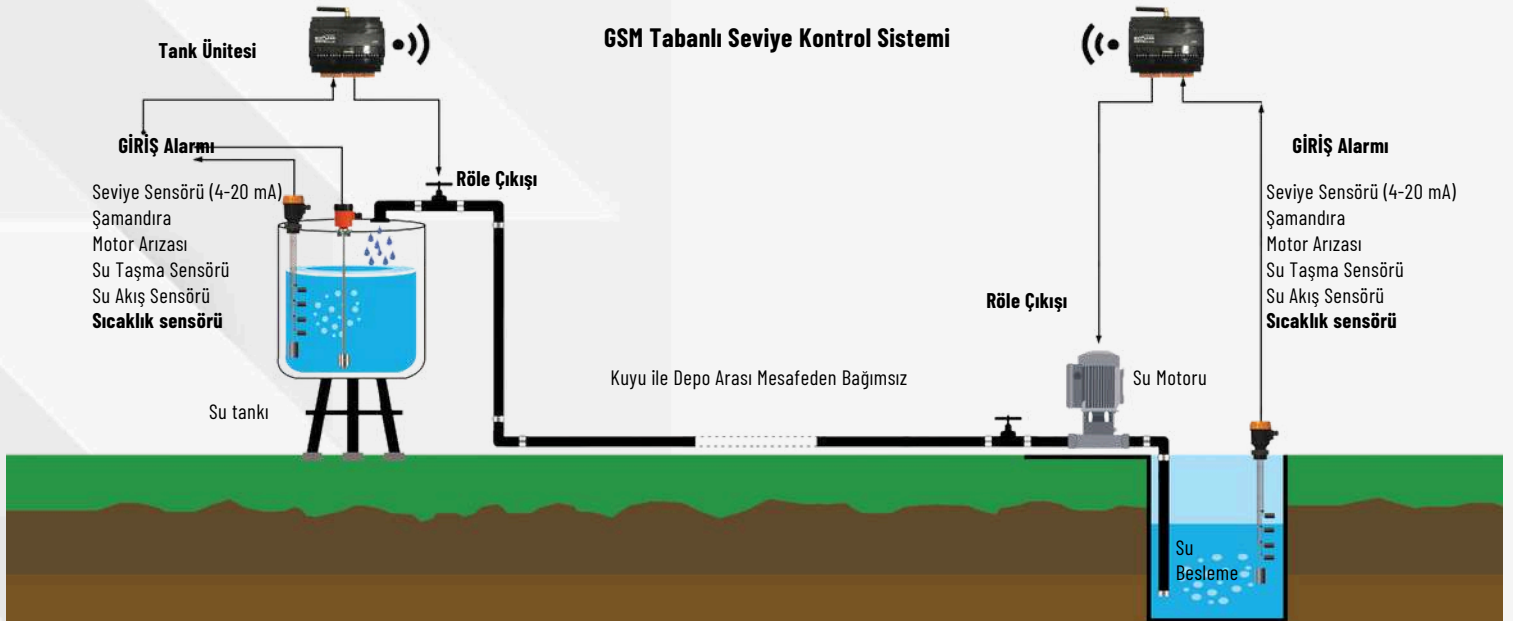 GSM Tabanlı Seviye Kontrol Sistemi
Tank Ünitesi
GİRİŞ Alarmı
Seviye Sensörü (4-20 mA)
Şamandıra
Motor Arızası
Su Taşma Sensörü
Su Akış Sensörü
Sıcaklık sensörü
Röle Çıkışı
Su tankı
Kuyu ile Depo Arası Mesafeden Bağımsız
Röle Çıkışı
Su Motoru
GİRİŞ Alarmı
Seviye Sensörü (4-20 mA)
Şamandıra
Motor Arızası
Su Taşma Sensörü
Su Akış Sensörü
Sıcaklık sensörü
Su
Besleme